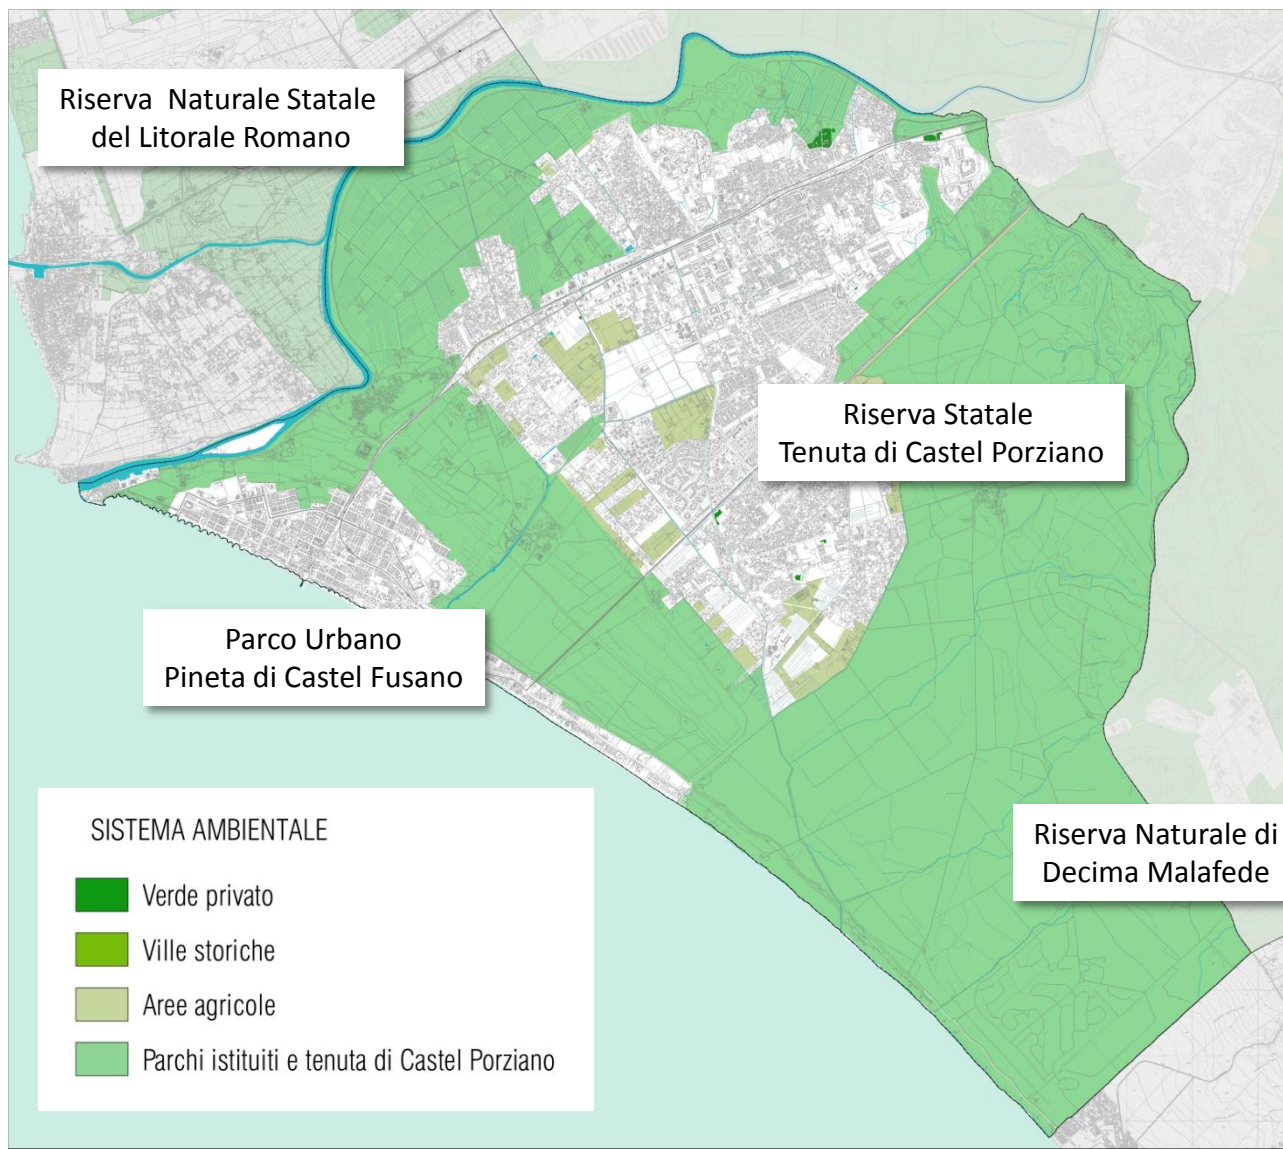 Riserva Naturale Statale
del Litorale Romano
Riserva Statale
Tenuta di Castel Porziano
Parco Urbano
Pineta di Castel Fusano
Riserva Naturale di
Decima Malafede
SISTEMA AMBIENTALE
Verde privato
Ville storiche
Aree agricole
Parchi istituiti e tenuta di Castel Porziano